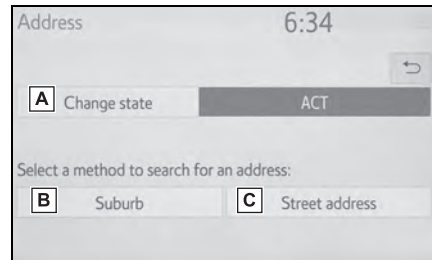 Address 6:34
A Change state ACT
Select a method to search for an address:
B Suburb C Street address